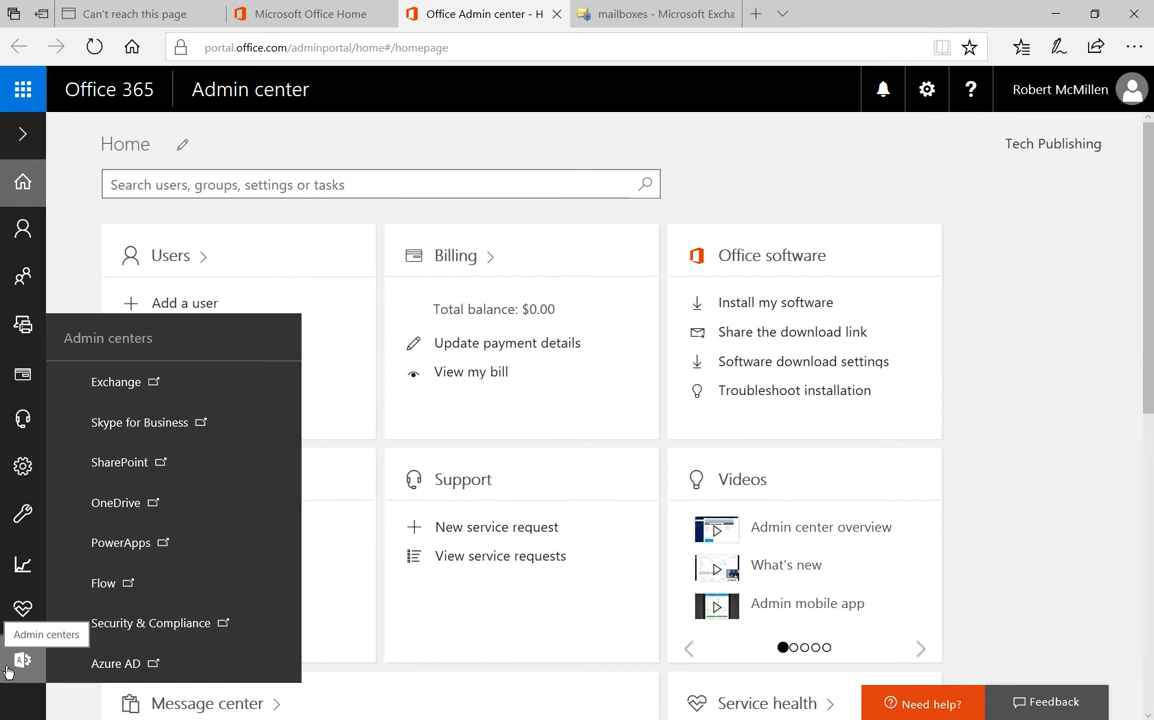 Can't reach this page
Microsoft Office Home
Office Admin center - H
mailboxes - Microsoft Excha
portal.office.com/adminportal/home#/homepage
Office 365
Admin center
Robert McMillen
Home
Tech Publishing
Search users, groups, settings or tasks
Users
Add a user
Billing
Total balance: $0.00
Update payment details
View my bill
Office software
Install my software
Share the download link
Software download settings
Troubleshoot installation
Admin centers
Exchange
Skype for Business
SharePoint
OneDrive
PowerApps
Flow
Security & Compliance
Azure AD
Admin centers
Support
New service request
View service requests
Videos
Admin center overview
What's new
Admin mobile app
Message center
Service health
Need help?
Feedback